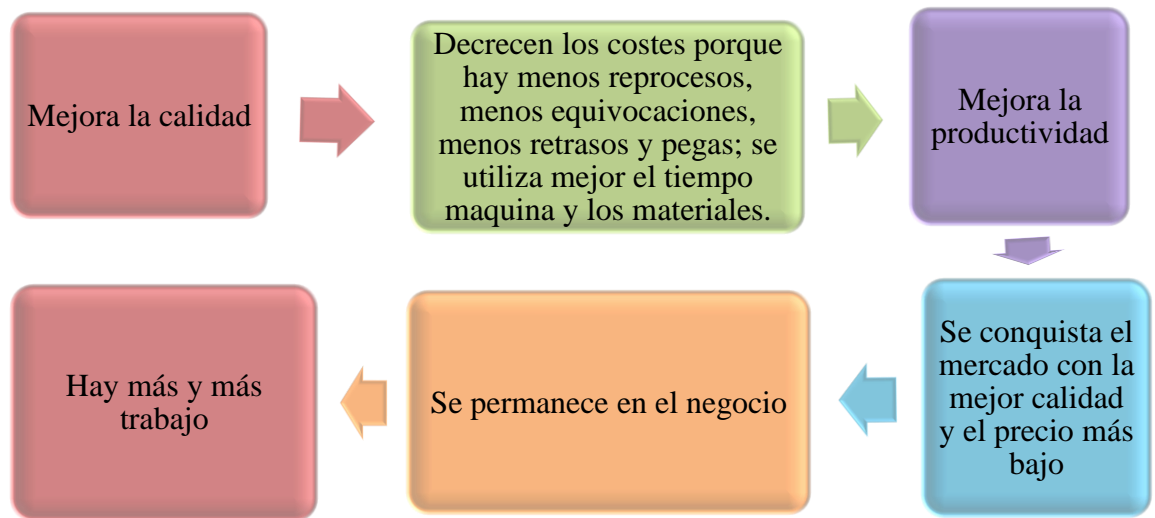 Mejora la calidad
Decrecen los costes porque
hay menos reprocesos,
menos equivocaciones,
menos retrasos y pegas; se
utiliza mejor el tiempo
maquina y los materiales.
Mejora la
productividad
Se conquista el
mercado con la
mejor calidad
y el precio más
bajo
Se permanece en el negocio
Hay más y más
trabajo